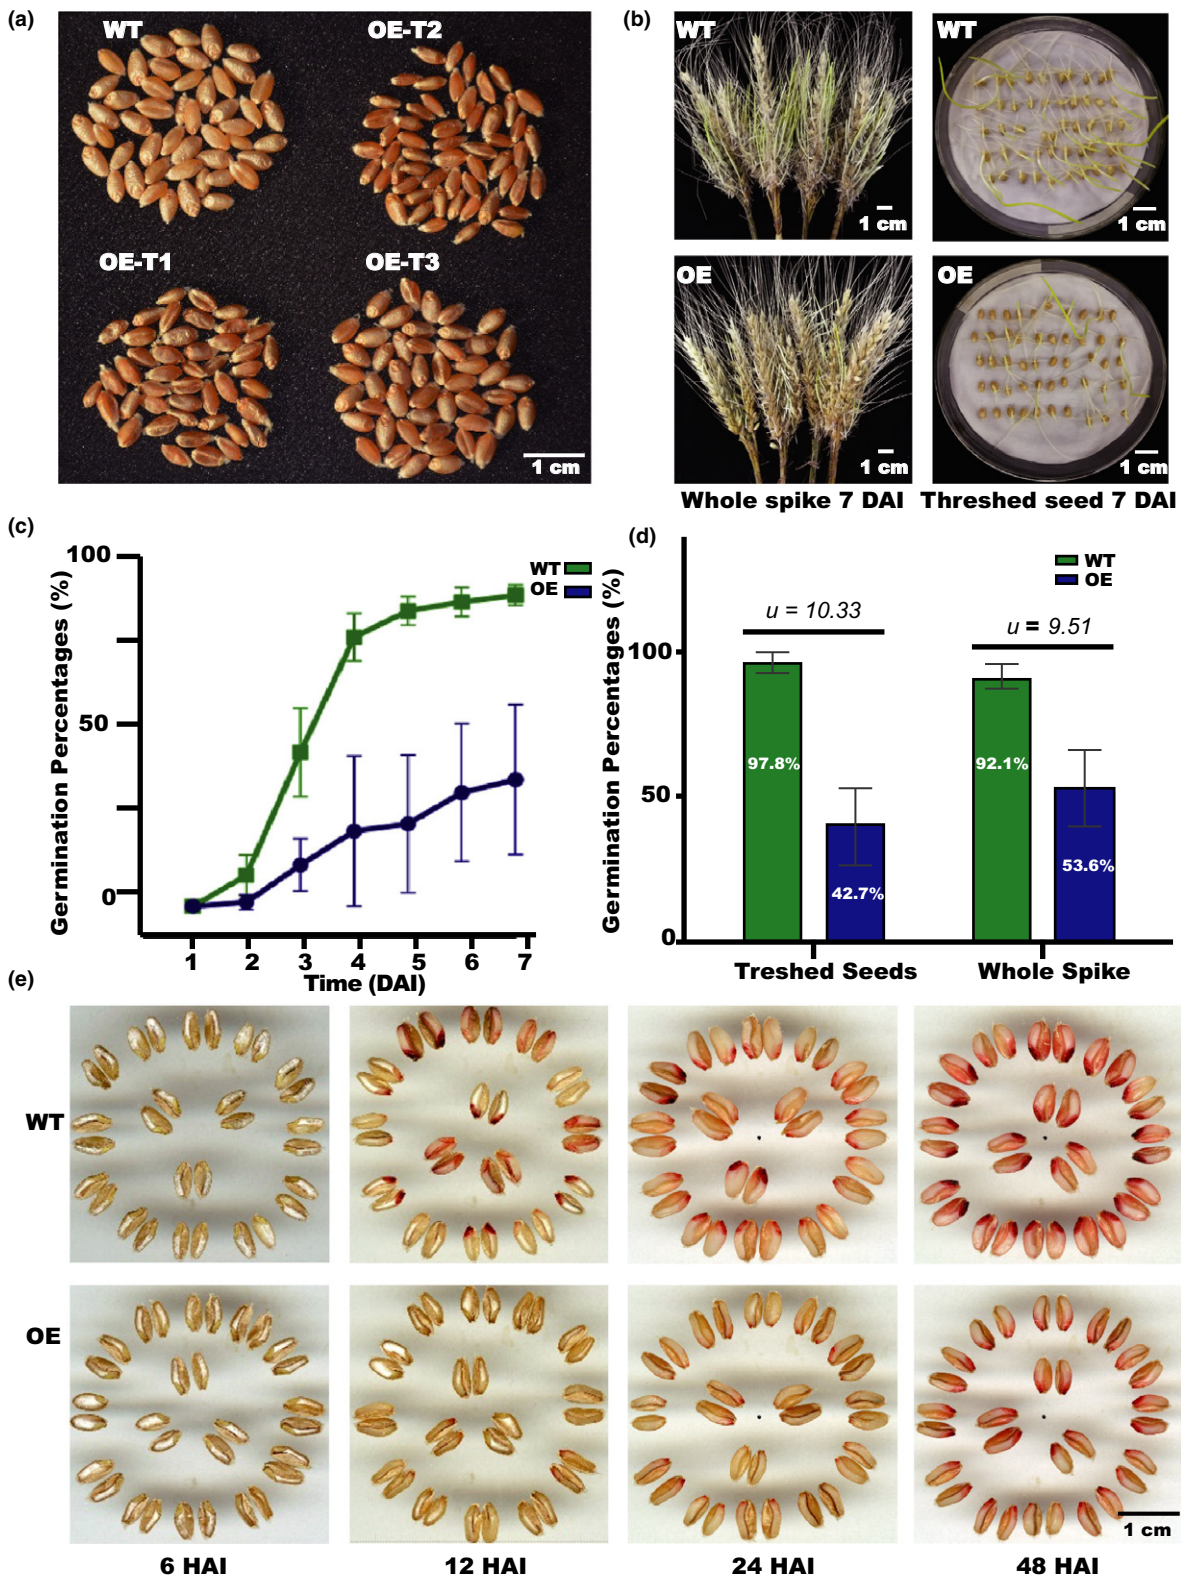 (a)
WT
OE-T2
OE-T1
OE-T3
1 cm
(b)
WT
1 cm
WT
1 cm
OE
1 cm
OE
1 cm
Whole spike 7 DAI
Threshed seed 7 DAI
(c)
Germination Percentages (%)
100
50
0
WT
OE
1 2 3 4 5 6 7
Time (DAI)
(d)
Germination Percentages (%)
100
50
0
WT
OE
u = 10.33
u = 9.51
97.8%
42.7%
92.1%
53.6%
Treshed Seeds
Whole Spike
(e)
WT
OE
1 cm
6 HAI
12 HAI
24 HAI
48 HAI